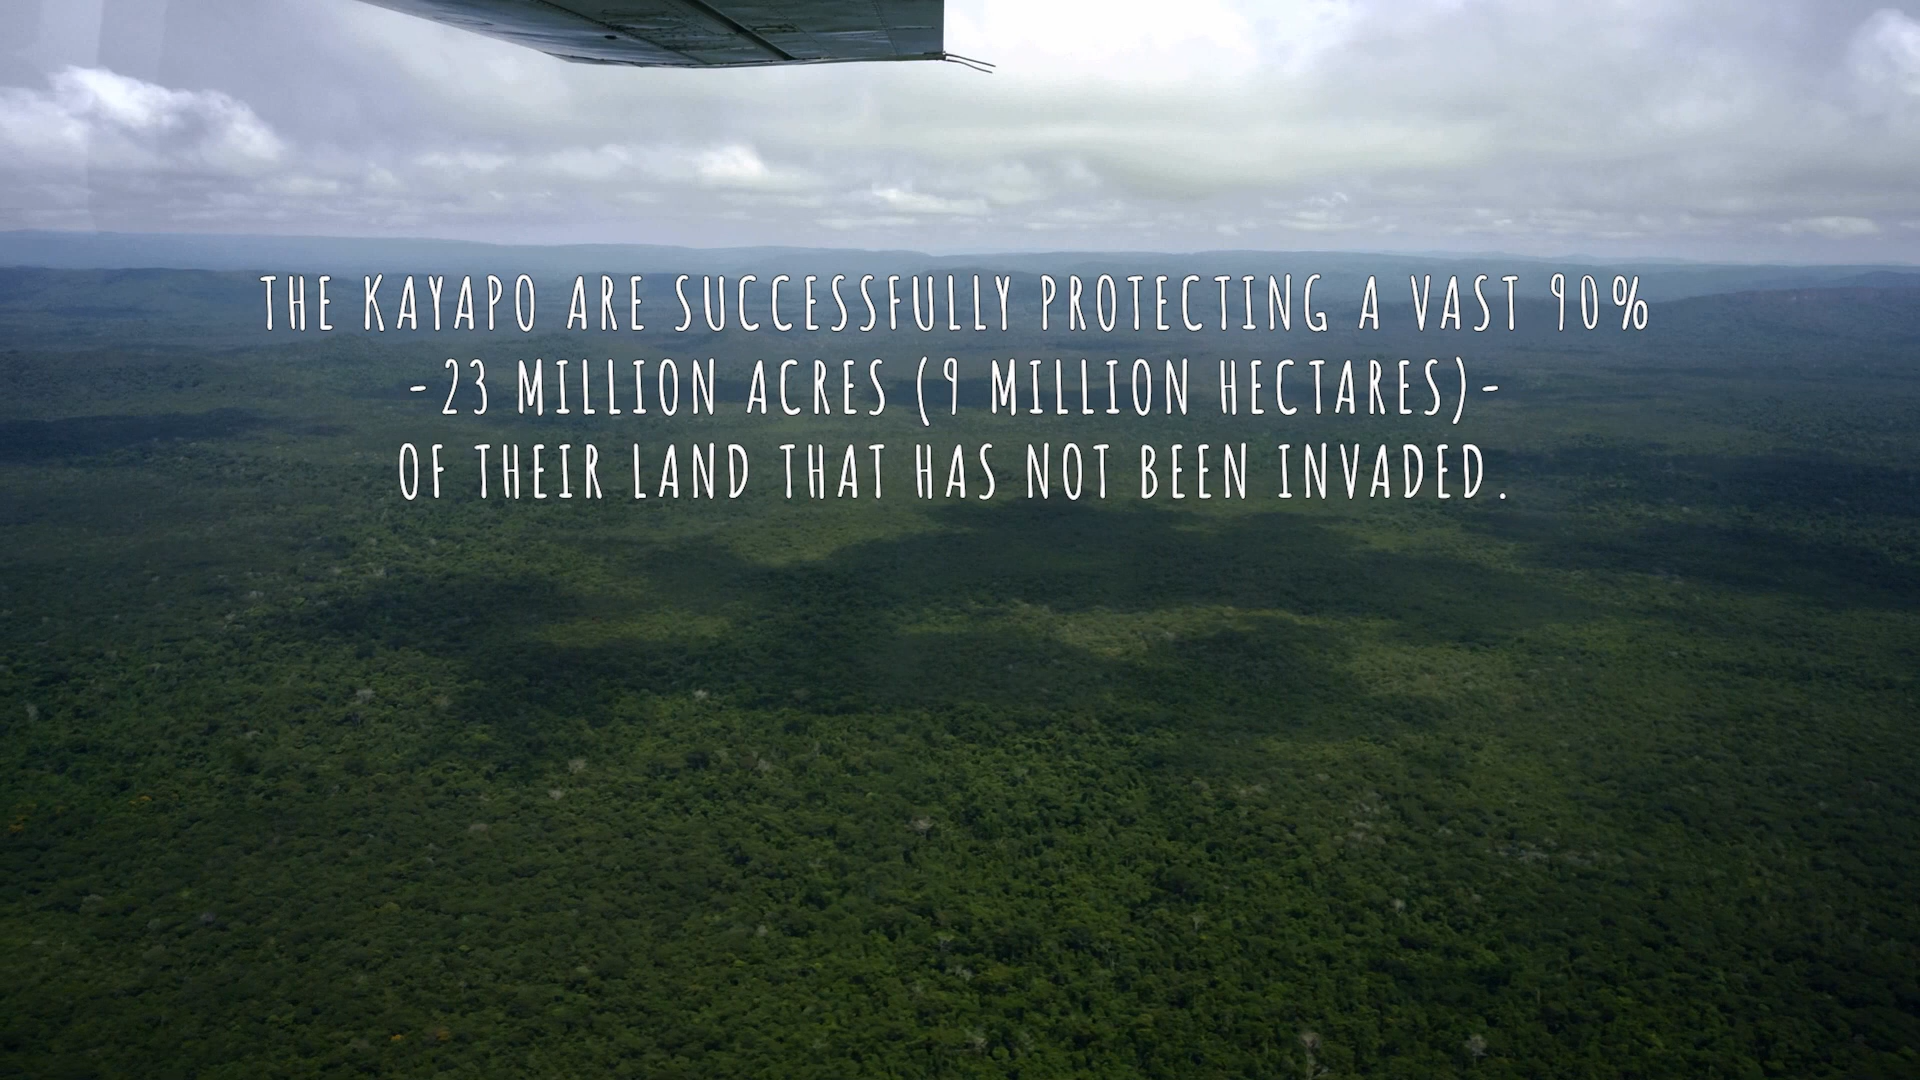 THE KAYAPO ARE SUCCESSFULLY PROTECTING A VAST 90%
-23 MILLION ACRES (9 MILLION HECTARES)-
OF THEIR LAND THAT HAS NOT BEEN INVADED.